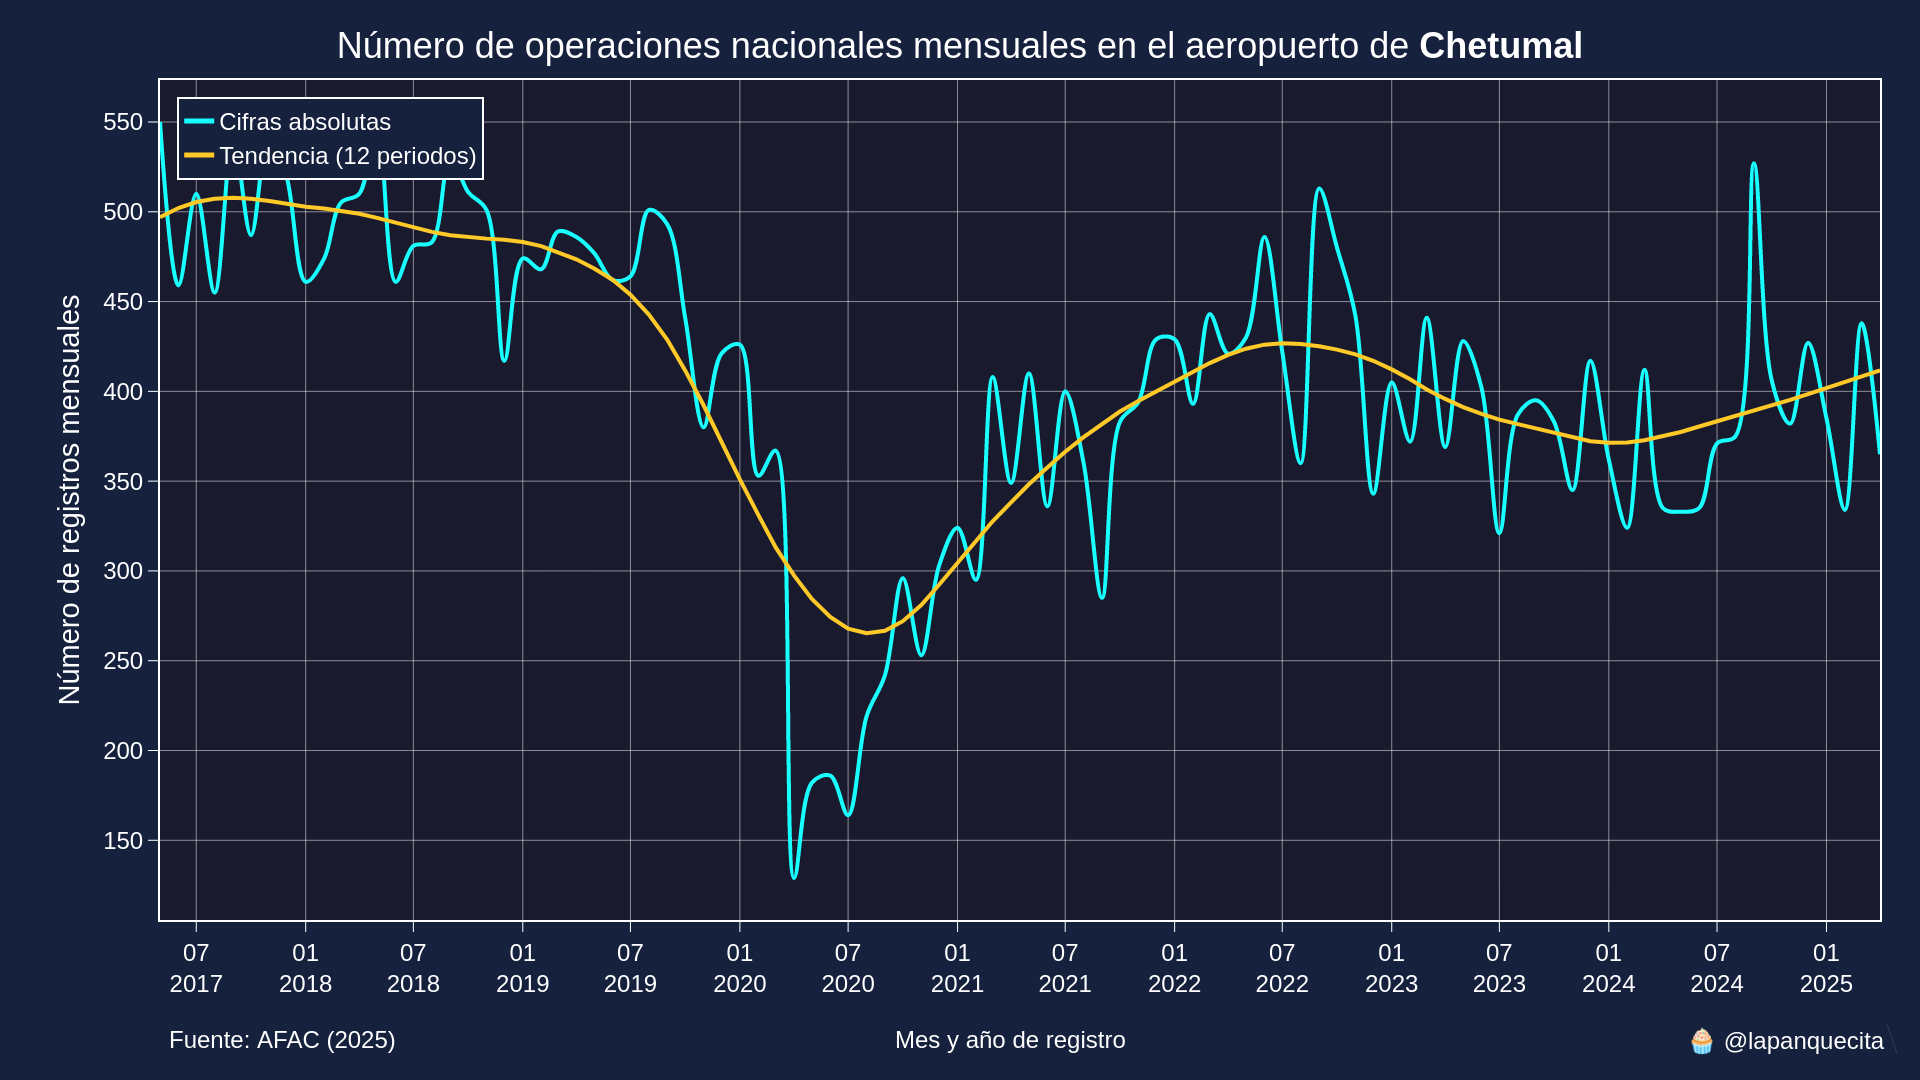 Número de operaciones nacionales mensuales en el aeropuerto de Chetumal
Cifras absolutas
Tendencia (12 periodos)
Número de registros mensuales
550
500
450
400
350
300
250
200
150
07 01 07 01 07 01 07 01 07 01 07 01 07 01 07 01
2017 2018 2018 2019 2019 2020 2020 2021 2021 2022 2022 2023 2023 2024 2024 2025
Fuente: AFAC (2025) Mes y año de registro 🧁 @lapanquecita